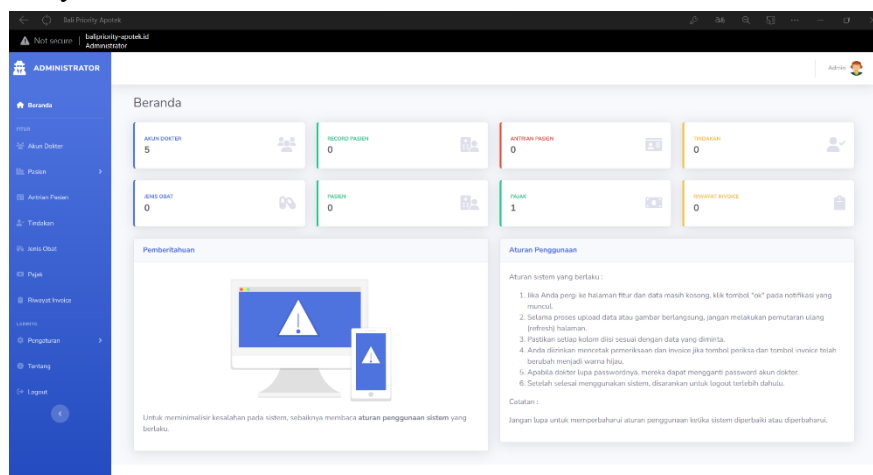 Bali Priority Apotek
Not secure
balipriority-apotek.id
Administrator
ADMINISTRATOR
Admin
Beranda
FITUR
Akun Dokter
Pasien
Antrian Pasien
Tindakan
Jenis Obat
Pajak
Riwayat Invoice
LAINNYA
Pengaturan
Tentang
Logout
Beranda
AKUN DOKTER
5
RECORD PASIEN
0
ANTRIAN PASIEN
0
TINDAKAN
0
JENIS OBAT
0
PASIEN
0
PAJAK
1
RIWAYAT INVOICE
0
Pemberitahuan
Untuk meminimalisir kesalahan pada sistem, sebaiknya membaca aturan penggunaan sistem yang
berlaku.
Aturan Penggunaan
Aturan sistem yang berlaku :
1. Jika Anda pergi ke halaman fitur dan data masih kosong, klik tombol "ok" pada notifikasi yang
muncul.
2. Selama proses upload data atau gambar berlangsung, jangan melakukan pemutaran ulang
(refresh) halaman.
3. Pastikan setiap kolom diisi sesuai dengan data yang diminta.
4. Anda diizinkan mencetak pemeriksaan dan invoice jika tombol periksa dan tombol invoice telah
berubah menjadi warna hijau.
5. Apabila dokter lupa passwordnya, mereka dapat mengganti password akun dokter.
6. Setelah selesai menggunakan sistem, disarankan untuk logout terlebih dahulu.
Catatan :
Jangan lupa untuk memperbaharui aturan penggunaan ketika sistem diperbaiki atau diperbaharui.